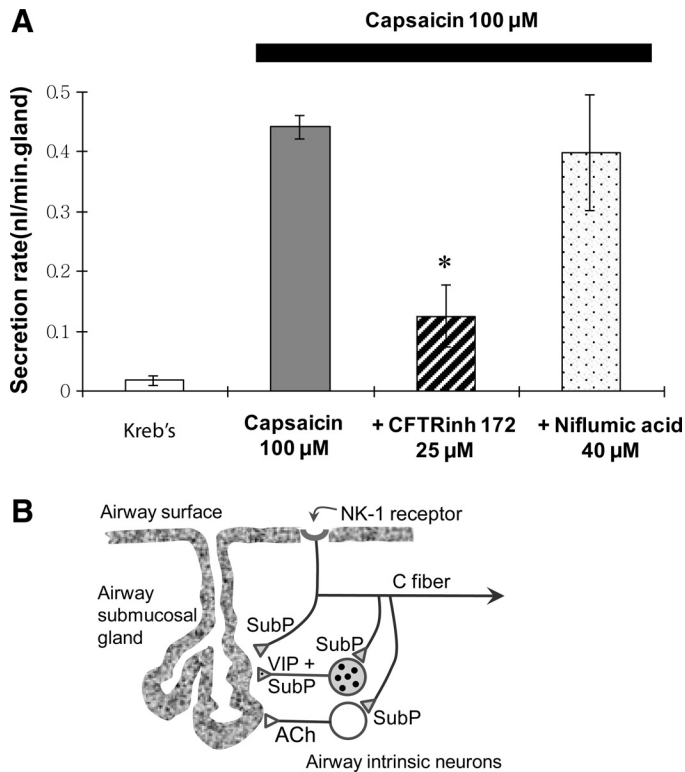 A
Capsaicin 100 µM
Secretion rate(nl/min.gland)
0.5
0.4
0.3
0.2
0.1
0
*
Kreb's
Capsaicin
100 µM
+ CFTRinh 172
25 µM
+ Niflumic acid
40 µM
B
Airway surface
NK-1 receptor
Airway
submucosal
gland
C fiber
SubP
SubP
VIP +
SubP
SubP
ACh
Airway intrinsic neurons